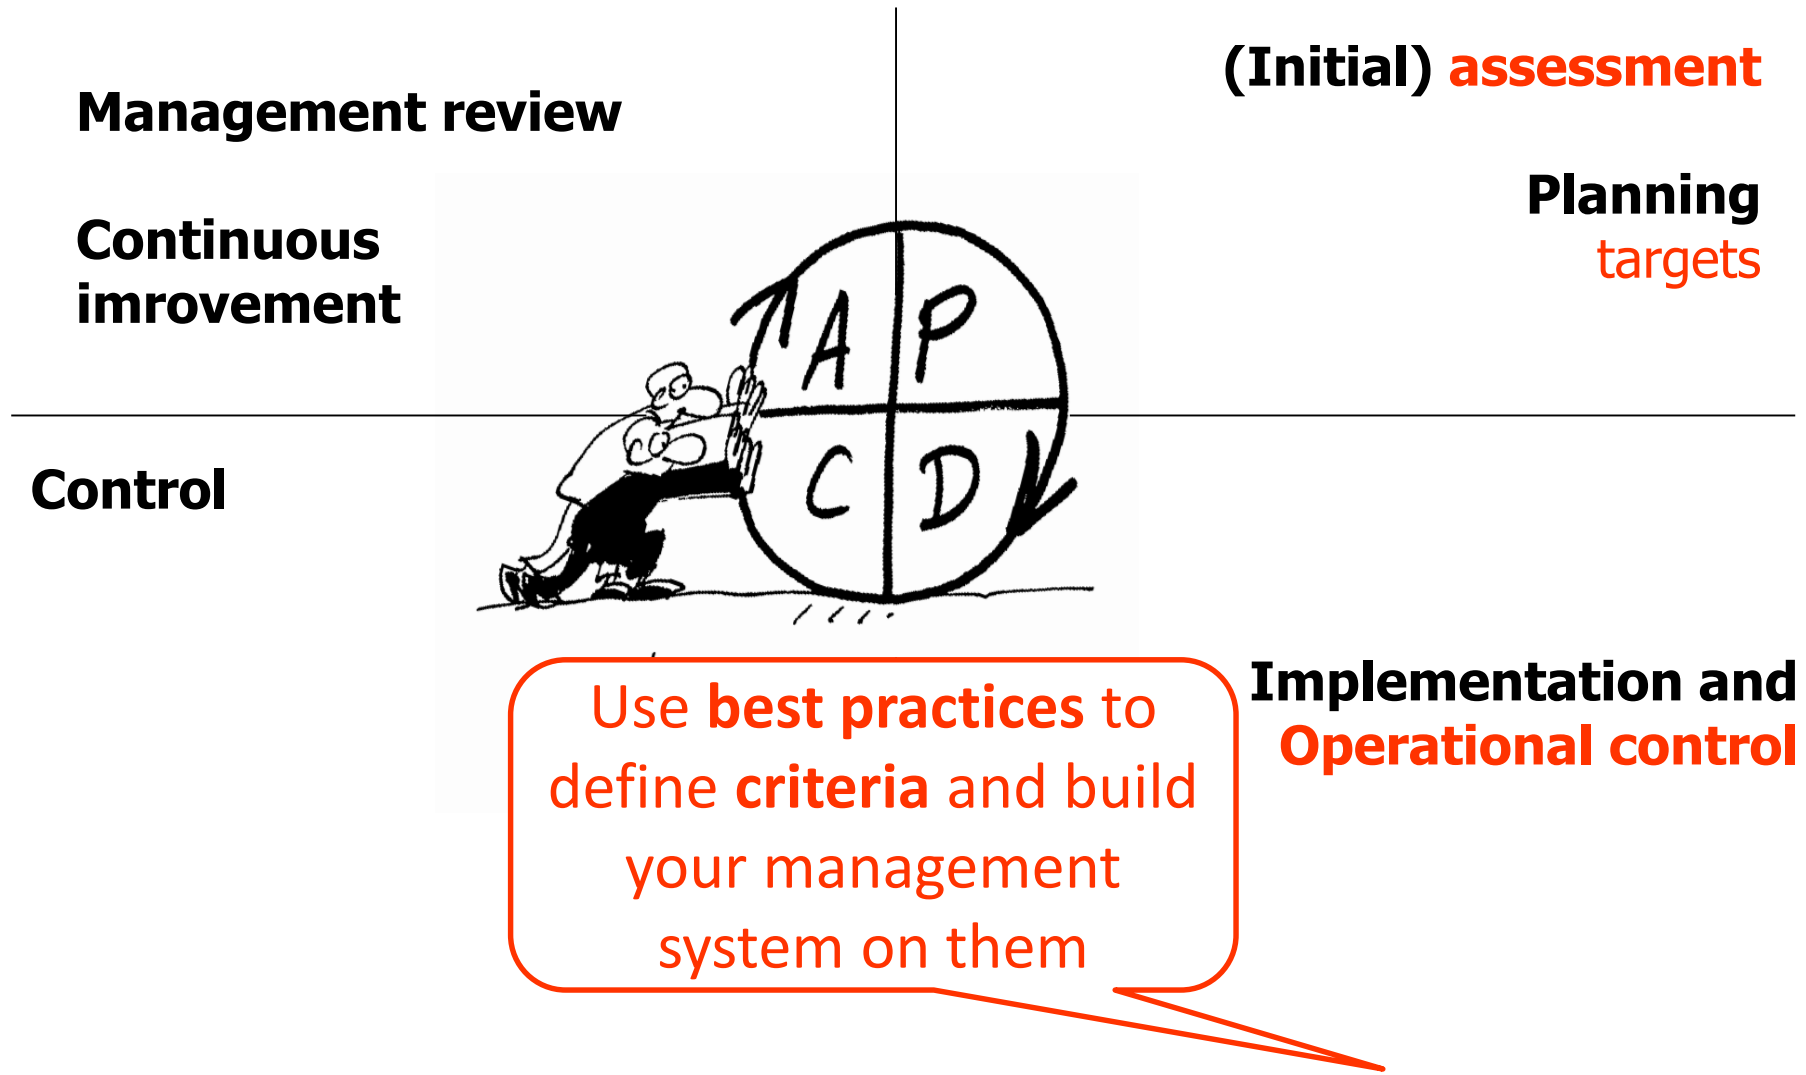 Management review
Continuous
imrovement
(Initial) assessment
Planning
targets
A P
C D
Control
Implementation and
Operational control
Use best practices to
define criteria and build
your management
system on them